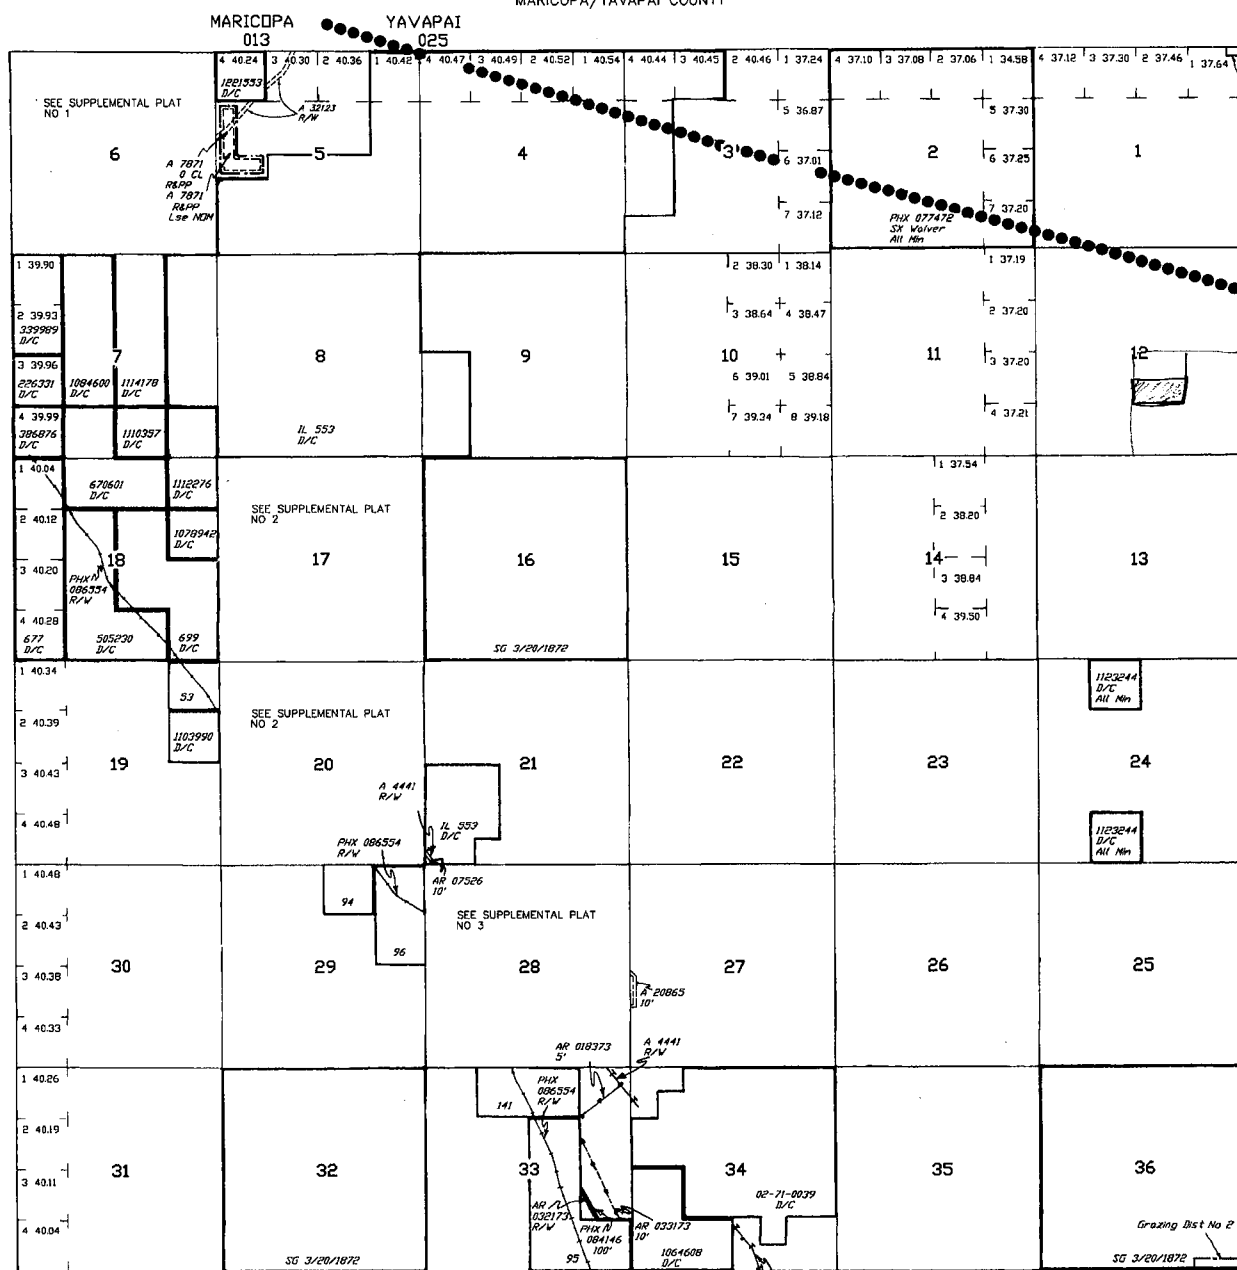 MARICOPA/YAVAPAI COUNTY
MARICOPA
013
YAVAPAI
025
4 40.24
3 40.30
2 40.36
1 40.42
4 40.47
3 40.49
2 40.52
1 40.54
4 40.44
3 40.45
2 40.46
1 37.24
4 37.10
3 37.08
2 37.06
1 34.58
4 37.12
3 37.30
2 37.46
1 37.64
SEE SUPPLEMENTAL PLAT
NO 1
6
1221553
D/C
A 32123
R/W
5
A 7871
O CL
R&PP
A 7871
R&PP
Lse NOM
4
3
5 36.87
6 37.01
7 37.12
2
5 37.30
6 37.25
7 37.20
PHX 077472
SX Waiver
All Min
1
1 39.90
2 39.93
339989
D/C
3 39.96
226331
D/C
4 39.99
386876
D/C
7
1084600
D/C
1114178
D/C
1110357
D/C
8
IL 553
D/C
9
2 38.30
1 38.14
3 38.64
4 38.47
10
6 39.01
5 38.84
7 39.34
8 39.18
11
1 37.19
2 37.20
3 37.20
4 37.21
12
1 40.04
2 40.12
3 40.20
4 40.28
677
D/C
670601
D/C
1112276
D/C
1078942
D/C
18
PHX
086554
R/W
505230
D/C
699
D/C
SEE SUPPLEMENTAL PLAT
NO 2
17
16
SG 3/20/1872
15
1 37.54
2 38.20
14
3 38.84
4 39.50
13
1 40.34
2 40.39
3 40.43
4 40.48
53
1103990
D/C
19
SEE SUPPLEMENTAL PLAT
NO 2
20
A 4441
R/W
PHX 086554
R/W
21
IL 553
D/C
AR 07526
10'
22
23
1123244
D/C
All Min
24
1123244
D/C
All Min
1 40.48
2 40.43
3 40.38
4 40.33
30
94
96
29
SEE SUPPLEMENTAL PLAT
NO 3
28
27
A 20865
10'
26
25
AR 018373
5'
A 4441
R/W
1 40.26
2 40.19
3 40.11
4 40.04
31
32
SG 3/20/1872
141
PHX
086554
R/W
33
AR
032173
R/W
PHX
084146
100'
AR 033173
10'
95
34
02-71-0039
D/C
1064608
D/C
35
36
Grazing Dist No 2
SG 3/20/1872